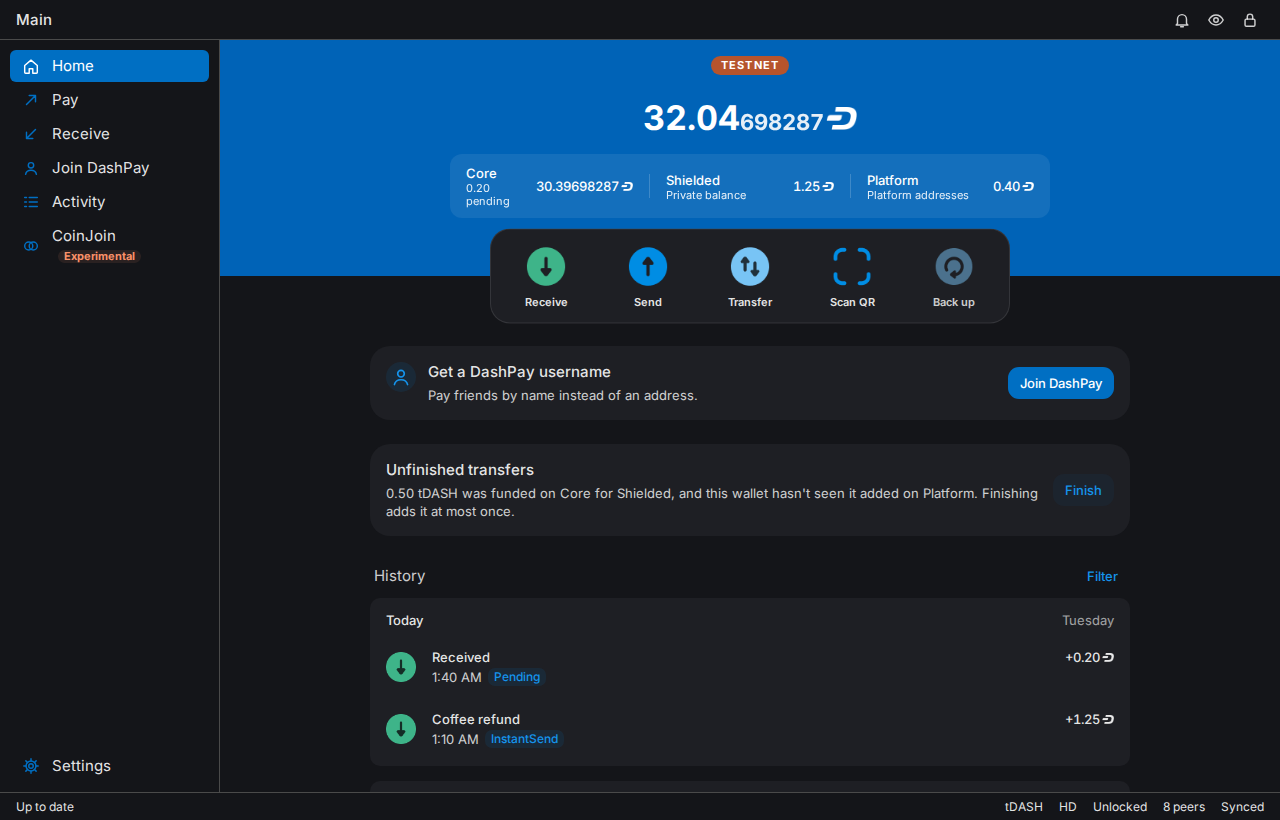 Main
Home
Pay
Receive
Join DashPay
Activity
CoinJoin
Experimental
Settings
TESTNET
32.04698287
Core
0.20
pending
30.39698287
Shielded
Private balance
1.25
Platform
Platform addresses
0.40
Receive
Send
Transfer
Scan QR
Back up
Get a DashPay username
Pay friends by name instead of an address.
Join DashPay
Unfinished transfers
0.50 tDASH was funded on Core for Shielded, and this wallet hasn't seen it added on Platform. Finishing
adds it at most once.
Finish
History
Filter
Today
Tuesday
Received
+0.20
1:40 AM Pending
Coffee refund
+1.25
1:10 AM InstantSend
Up to date
tDASH HD Unlocked 8 peers Synced